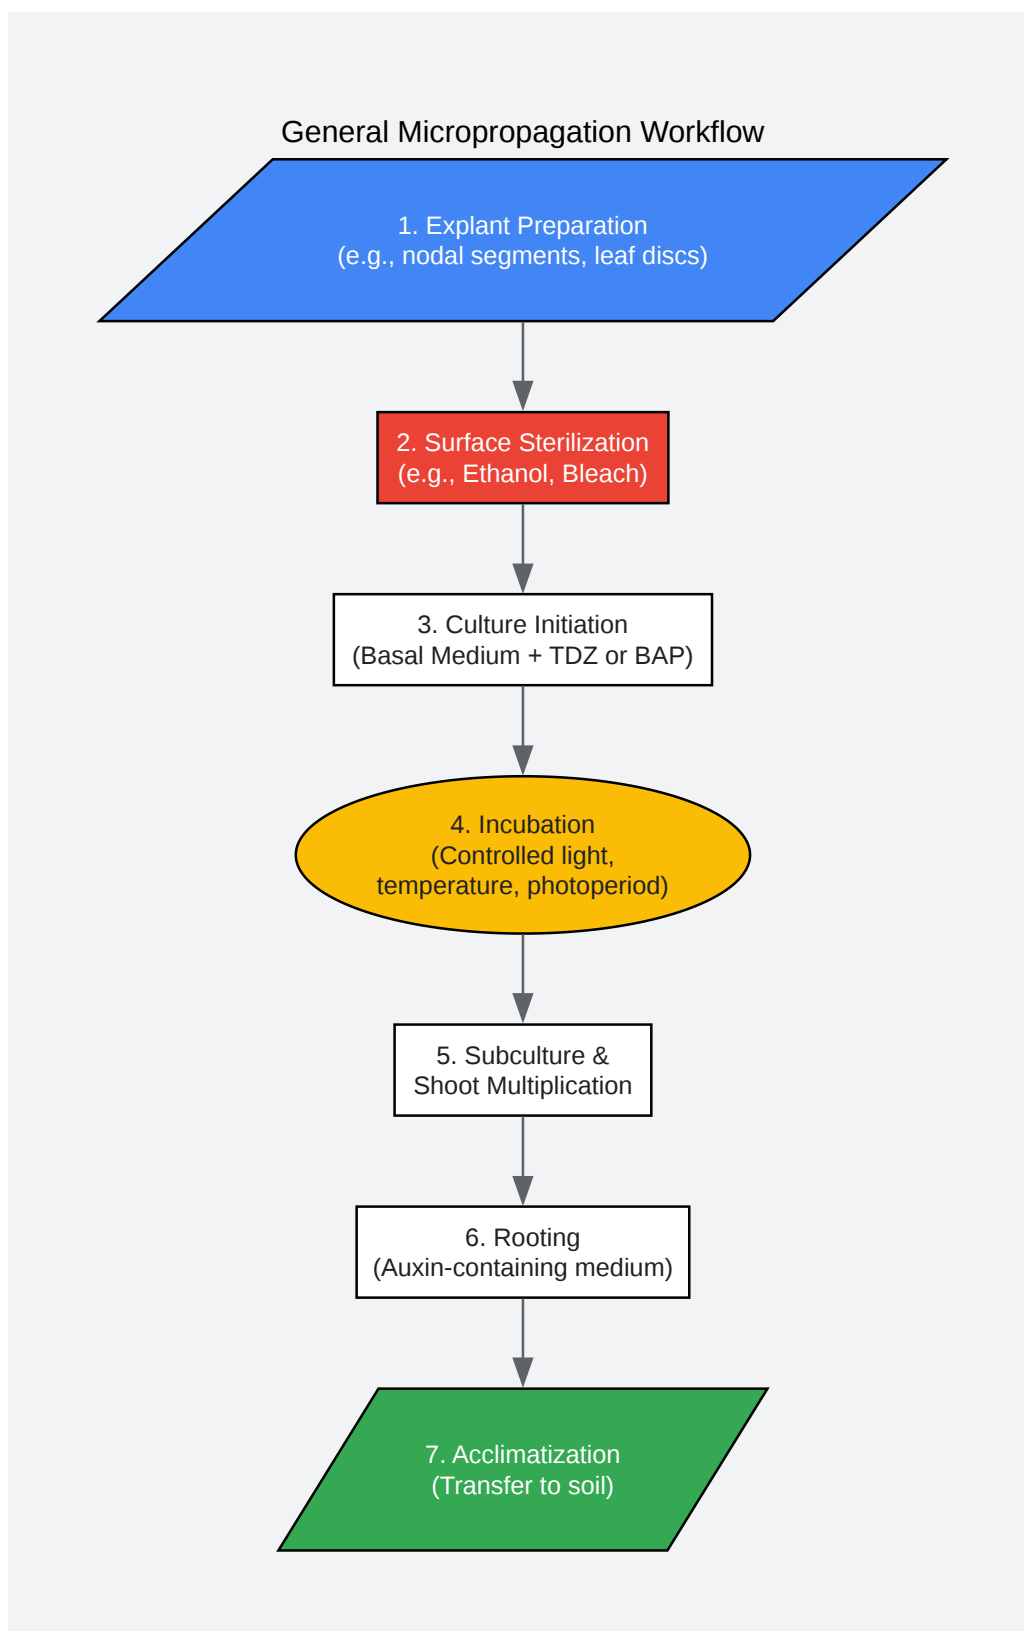 General Micropropagation Workflow
1. Explant Preparation
(e.g., nodal segments, leaf discs)
2. Surface Sterilization
(e.g., Ethanol, Bleach)
3. Culture Initiation
(Basal Medium + TDZ or BAP)
4. Incubation
(Controlled light,
temperature, photoperiod)
5. Subculture &
Shoot Multiplication
6. Rooting
(Auxin-containing medium)
7. Acclimatization
(Transfer to soil)